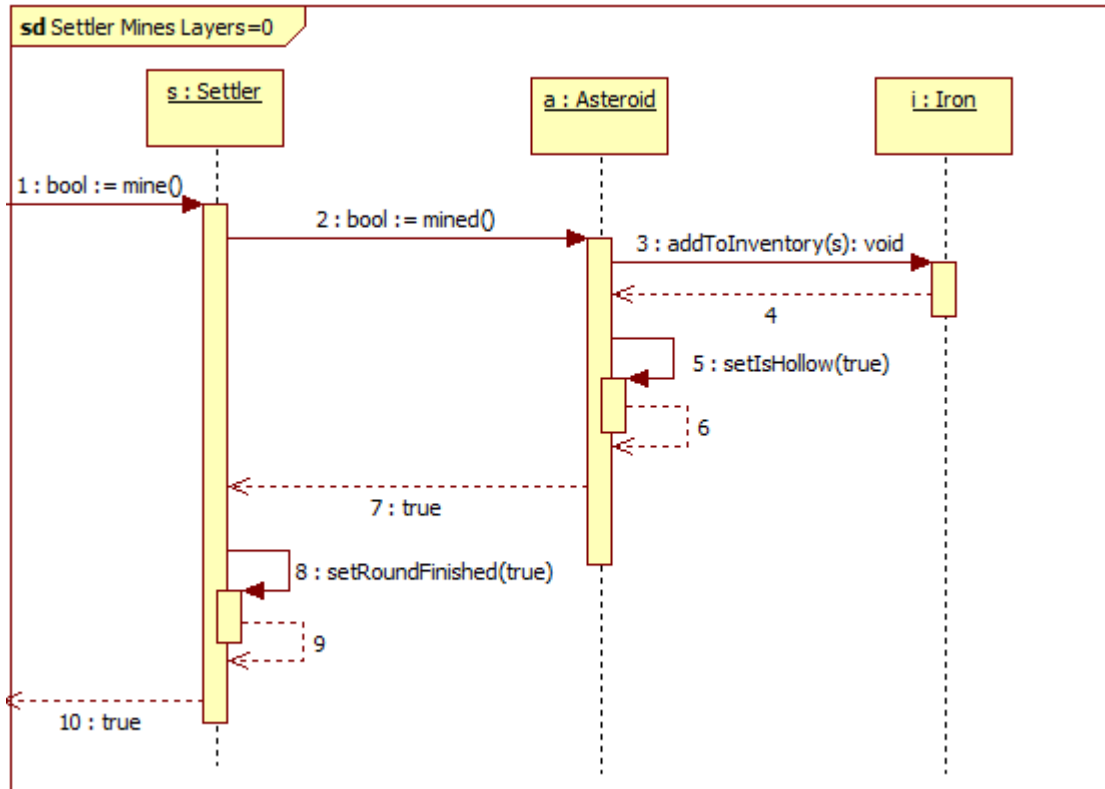 sd Settler Mines Layers=0
s : Settler
a : Asteroid
i : Iron
1 : bool := mine()
2 : bool := mined()
3 : addToInventory(s): void
4
5 : setIsHollow(true)
6
7 : true
8 : setRoundFinished(true)
9
10 : true